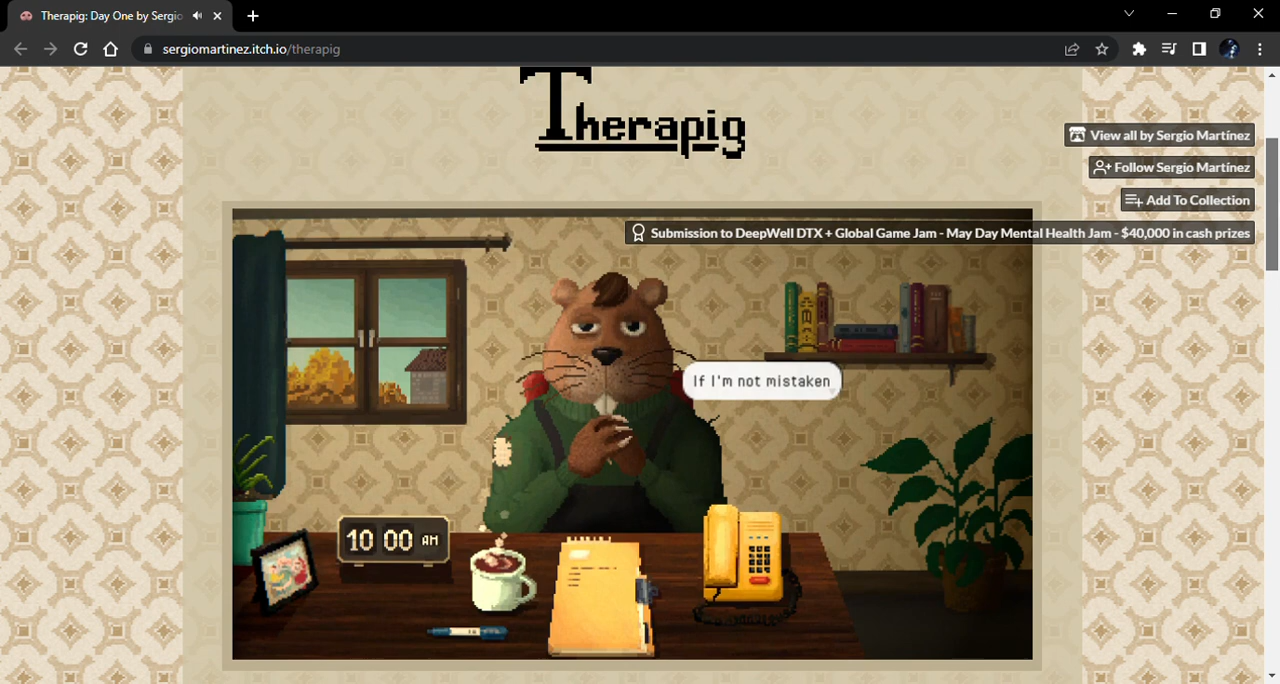 Therapig: Day One by Sergio
sergiomartinez.itch.io/therapig
Therapig
View all by Sergio Martínez
Follow Sergio Martínez
Add To Collection
Submission to DeepWell DTX + Global Game Jam - May Day Mental Health Jam - $40,000 in cash prizes
If I'm not mistaken
10 00 AM